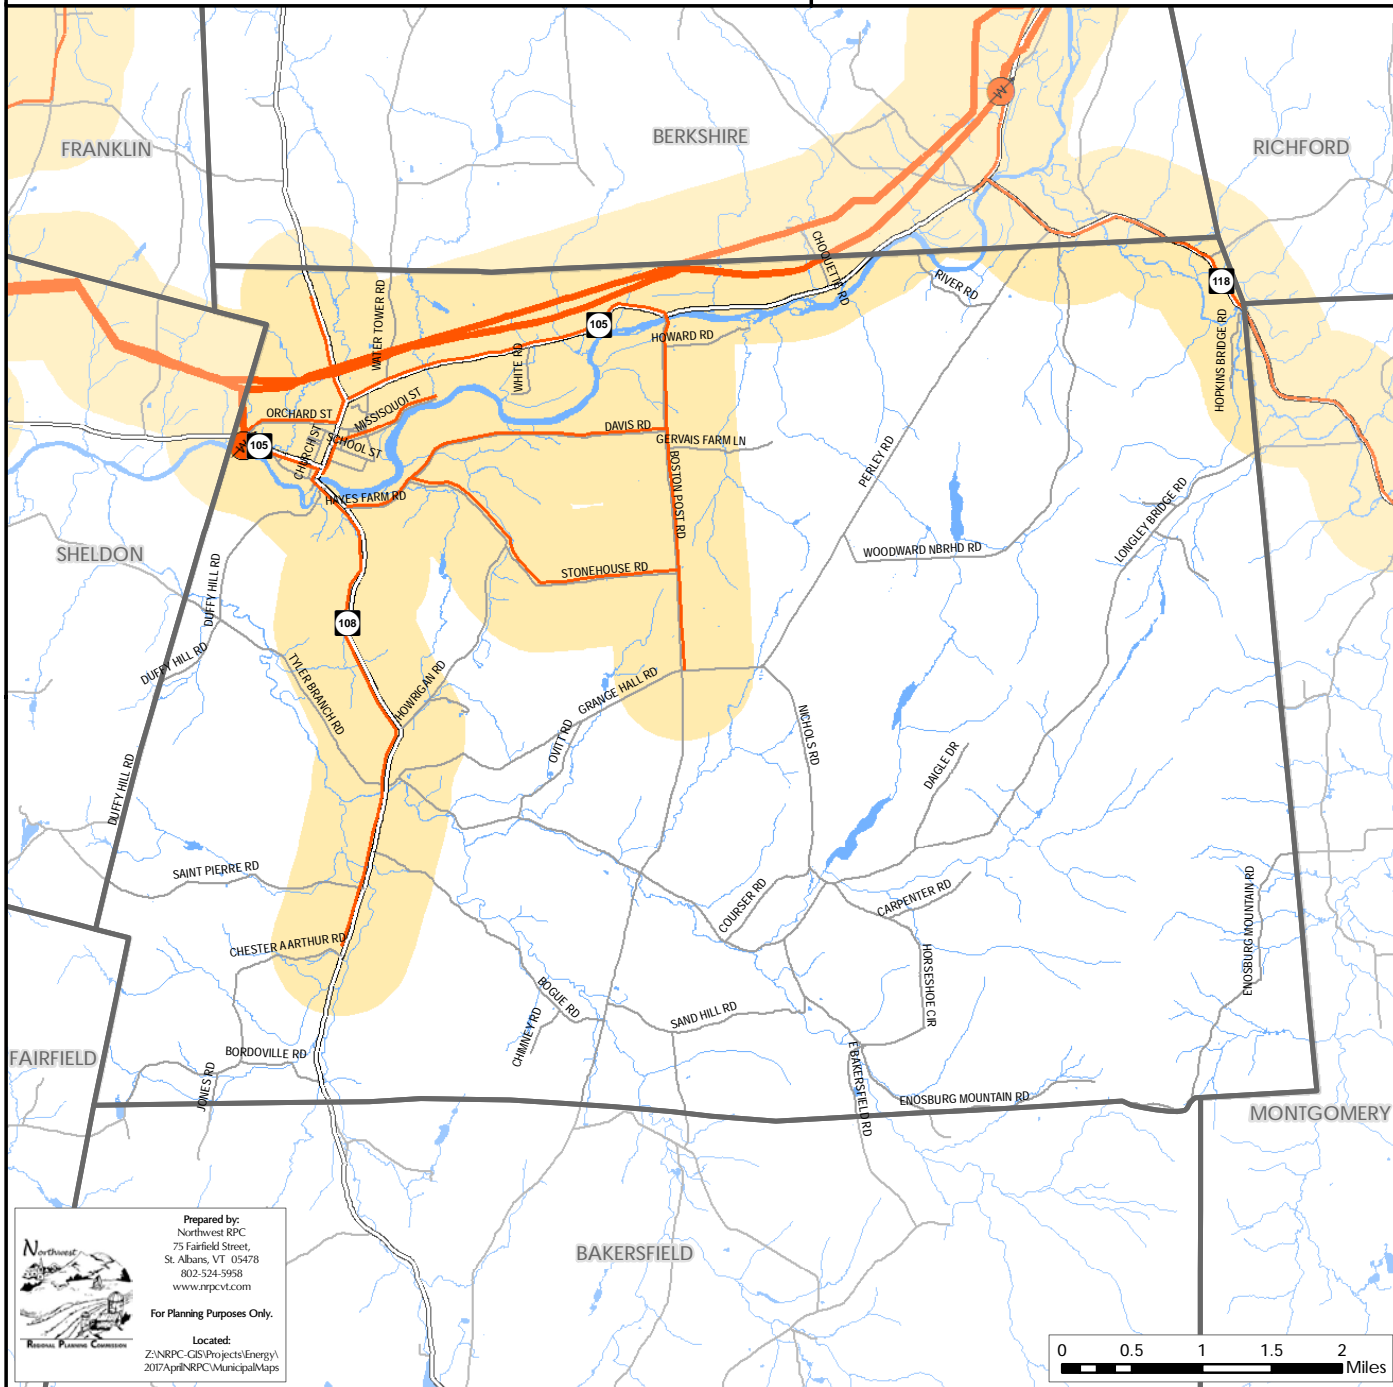 FRANKLIN
BERKSHIRE
RICHFORD
CHOQUETTE RD
RIVER RD
118
WATER TOWER RD
105
HOWARD RD
HOPKINS BRIDGE RD
WHITE RD
MISSISQUOI ST
ORCHARD ST
CHURCH ST
SCHOOL ST
W
105
W
DAVIS RD
GERVAIS FARM LN
BOSTON POST RD
PERLEY RD
HAYES FARM RD
LONGLEY BRIDGE RD
SHELDON
WOODWARD NBRHD RD
STONEHOUSE RD
DUFFY HILL RD
108
DUFFY HILL RD
TYLER BRANCH RD
HOWRIGAN RD
GRANGE HALL RD
OVITT RD
NICHOLS RD
DAIGLE DR
DUFFY HILL RD
SAINT PIERRE RD
COURSER RD
CARPENTER RD
ENOSBURG MOUNTAIN RD
CHESTER A ARTHUR RD
HORSESHOE CIR
BOGUE RD
CHIMNEY RD
SAND HILL RD
FAIRFIELD
BORDOVILLE RD
JONES RD
E BAKERSFIELD RD
ENOSBURG MOUNTAIN RD
MONTGOMERY
BAKERSFIELD
Northwest
REGIONAL PLANNING COMMISSION
Prepared by:
Northwest RPC
75 Fairfield Street,
St. Albans, VT 05478
802-524-5958
www.nrpcvt.com
For Planning Purposes Only.
Located:
Z:\NRPC-GIS\Projects\Energy\
2017AprilNRPC\MunicipalMaps
0 0.5 1 1.5 2
Miles